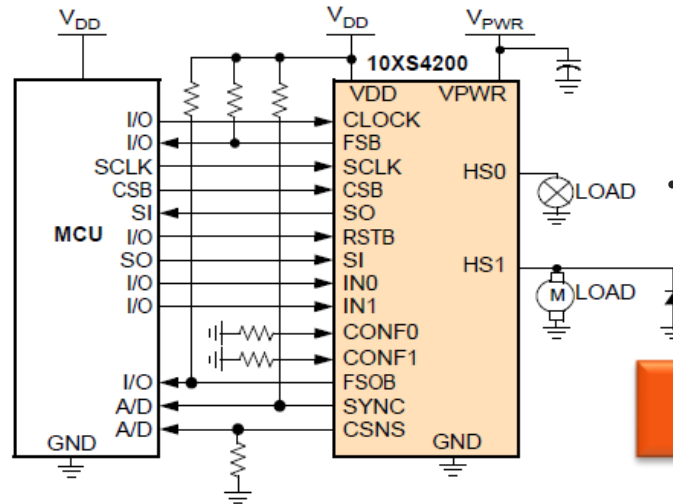 VDD VDD VPWR
10XS4200
VDD VPWR
I/O CLOCK
I/O FSB
SCLK SCLK HS0
CSB CSB LOAD
SI SO
MCU I/O RSTB
SO SI HS1
I/O IN0 M LOAD
I/O IN1
CONF0
CONF1
I/O FSOB
A/D SYNC
A/D CSNS
GND GND